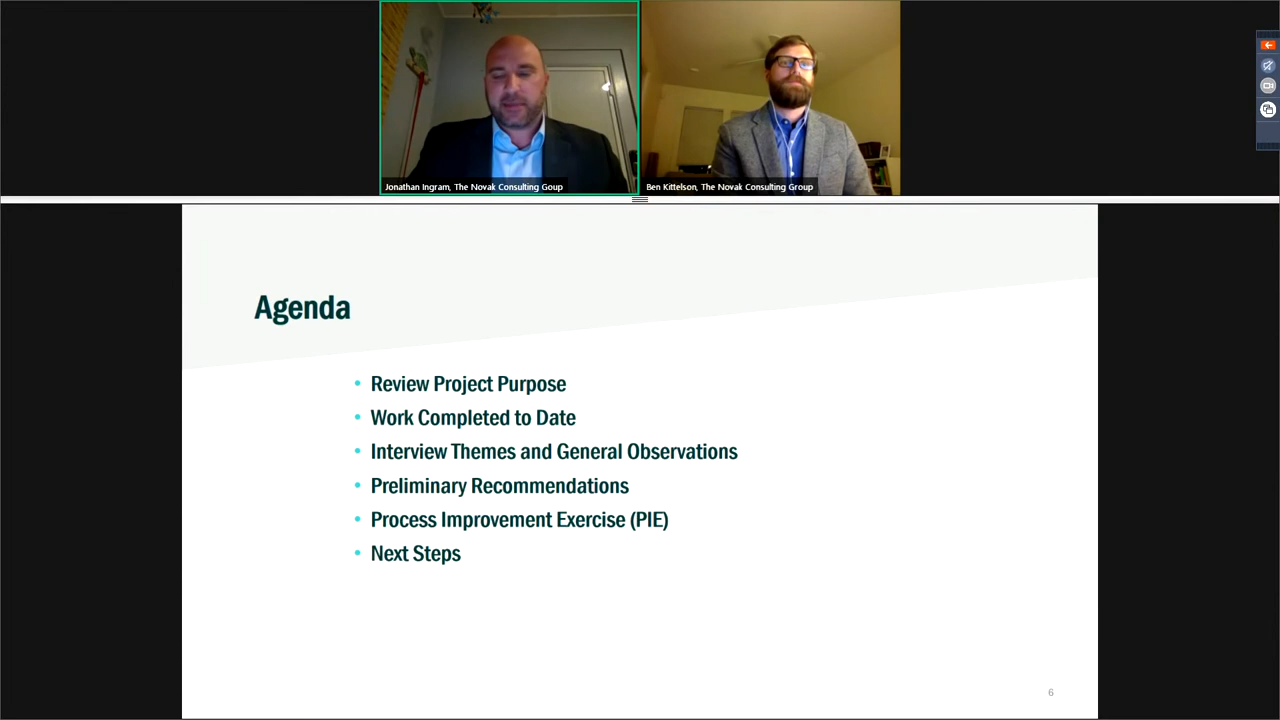 Jonathan Ingram, The Novak Consulting Goup
Ben Kittelson, The Novak Consulting Group
Agenda
• Review Project Purpose
• Work Completed to Date
• Interview Themes and General Observations
• Preliminary Recommendations
• Process Improvement Exercise (PIE)
• Next Steps
6